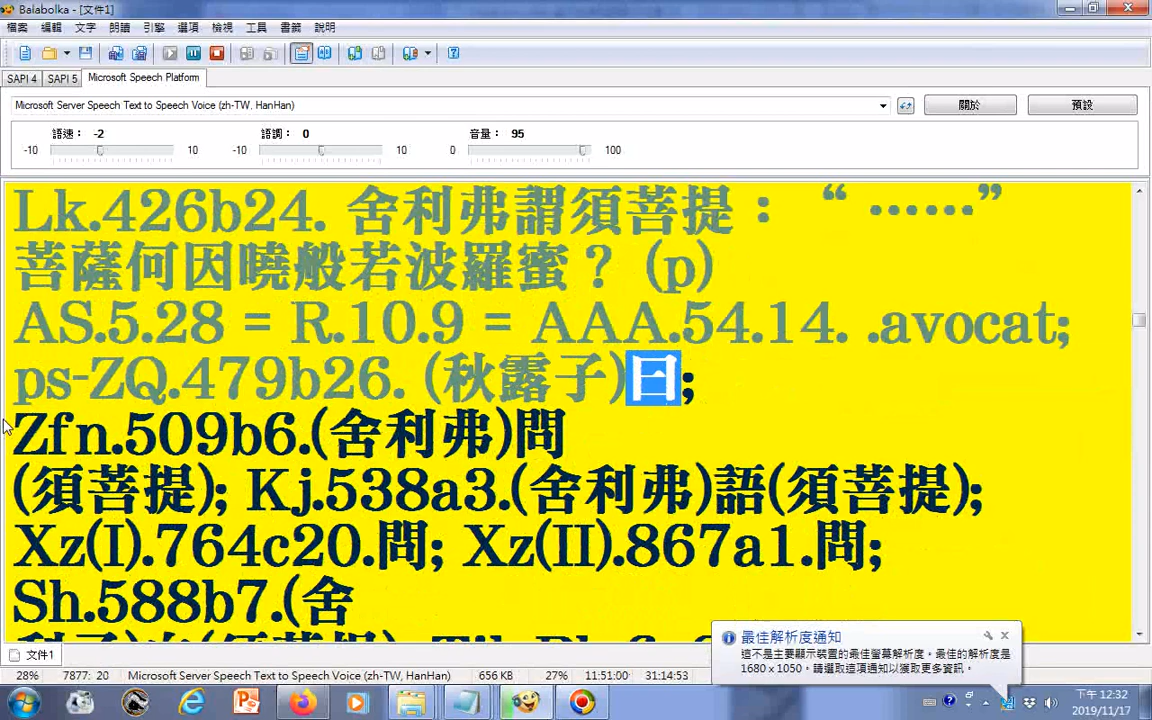 Balabolka - [文件1]
檔案 編輯 文字 朗讀 引擎 選項 檢視 工具 書籤 說明
SAPI 4 SAPI 5 Microsoft Speech Platform
Microsoft Server Speech Text to Speech Voice (zh-TW, HanHan) 關於 預設
語速： -2 語調： 0 音量： 95
-10 10 -10 10 0 100
Lk.426b24. 舍利弗謂須菩提：“……”
菩薩何因曉般若波羅蜜？ (p)
AS.5.28 = R.10.9 = AAA.54.14. .avocat;
ps-ZQ.479b26. (秋露子)曰;
Zfn.509b6.(舍利弗)問
(須菩提); Kj.538a3.(舍利弗)語(須菩提);
Xz(I).764c20.問; Xz(II).867a1.問;
Sh.588b7.(舍
最佳解析度通知
這不是主要顯示裝置的最佳螢幕解析度。最佳的解析度是
1680 x 1050。請選取這項通知以獲取更多資訊。
文件1
28% 7877: 20 Microsoft Server Speech Text to Speech Voice (zh-TW, HanHan) 656 KB 27% 11:51:00 31:14:53
下午 12:32
2019/11/17